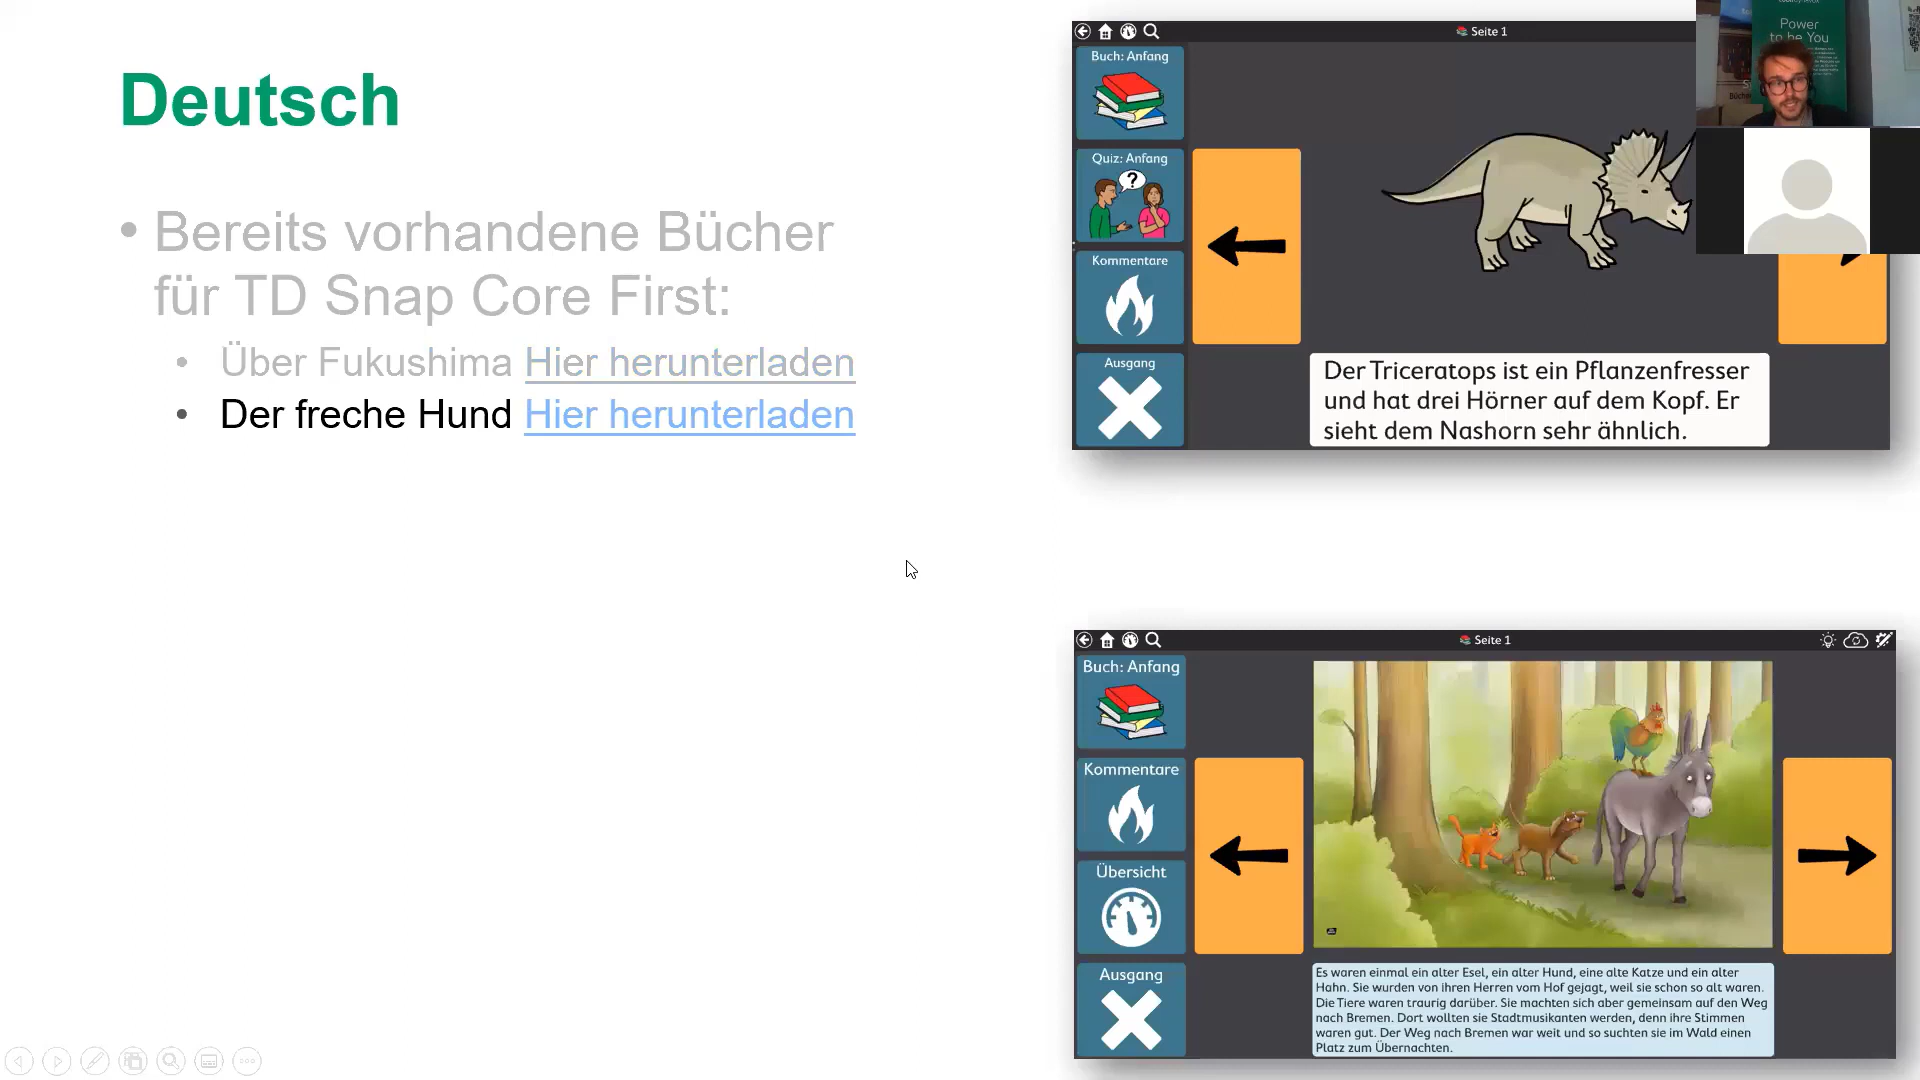 Deutsch
• Bereits vorhandene Bücher
für TD Snap Core First:
• Über Fukushima Hier herunterladen
• Der freche Hund Hier herunterladen
Seite 1
Buch: Anfang
Quiz: Anfang
?
Kommentare
Ausgang
Der Triceratops ist ein Pflanzenfresser
und hat drei Hörner auf dem Kopf. Er
sieht dem Nashorn sehr ähnlich.
Power
to be You
Seite 1
Buch: Anfang
Kommentare
Übersicht
Ausgang
Es waren einmal ein alter Esel, ein alter Hund, eine alte Katze und ein alter
Hahn. Sie wurden von ihren Herren vom Hof gejagt, weil sie schon so alt waren.
Die Tiere waren traurig darüber. Sie machten sich aber gemeinsam auf den Weg
nach Bremen. Dort wollten sie Stadtmusikanten werden, denn ihre Stimmen
waren gut. Der Weg nach Bremen war weit und so suchten sie im Wald einen
Platz zum Übernachten.